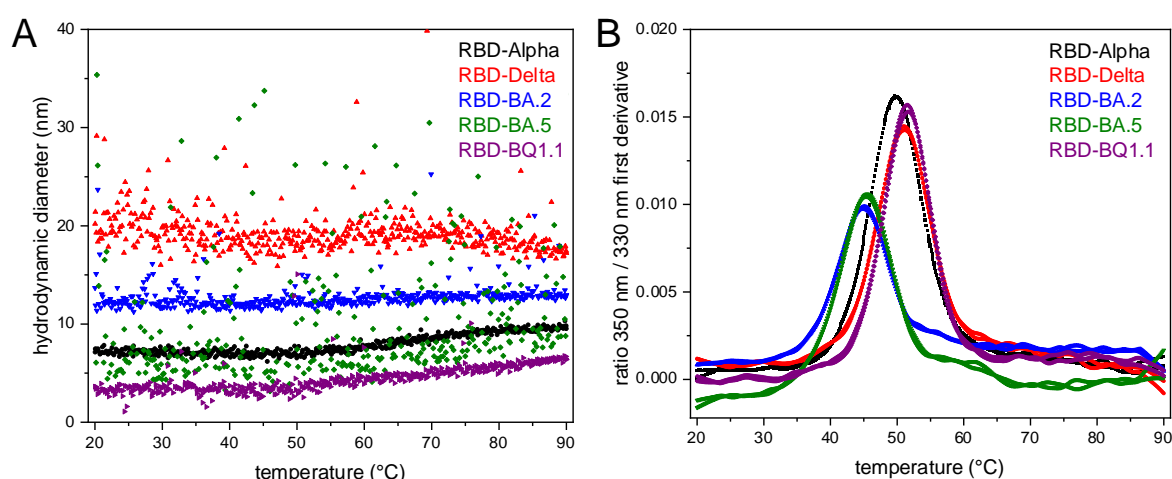 A
hydrodynamic diameter (nm)
40
30
20
10
0
20 30 40 50 60 70 80 90
temperature (°C)
RBD-Alpha
RBD-Delta
RBD-BA.2
RBD-BA.5
RBD-BQ1.1
B
ratio 350 nm / 330 nm first derivative
0.020
0.015
0.010
0.005
0.000
20 30 40 50 60 70 80 90
temperature (°C)
RBD-Alpha
RBD-Delta
RBD-BA.2
RBD-BA.5
RBD-BQ1.1